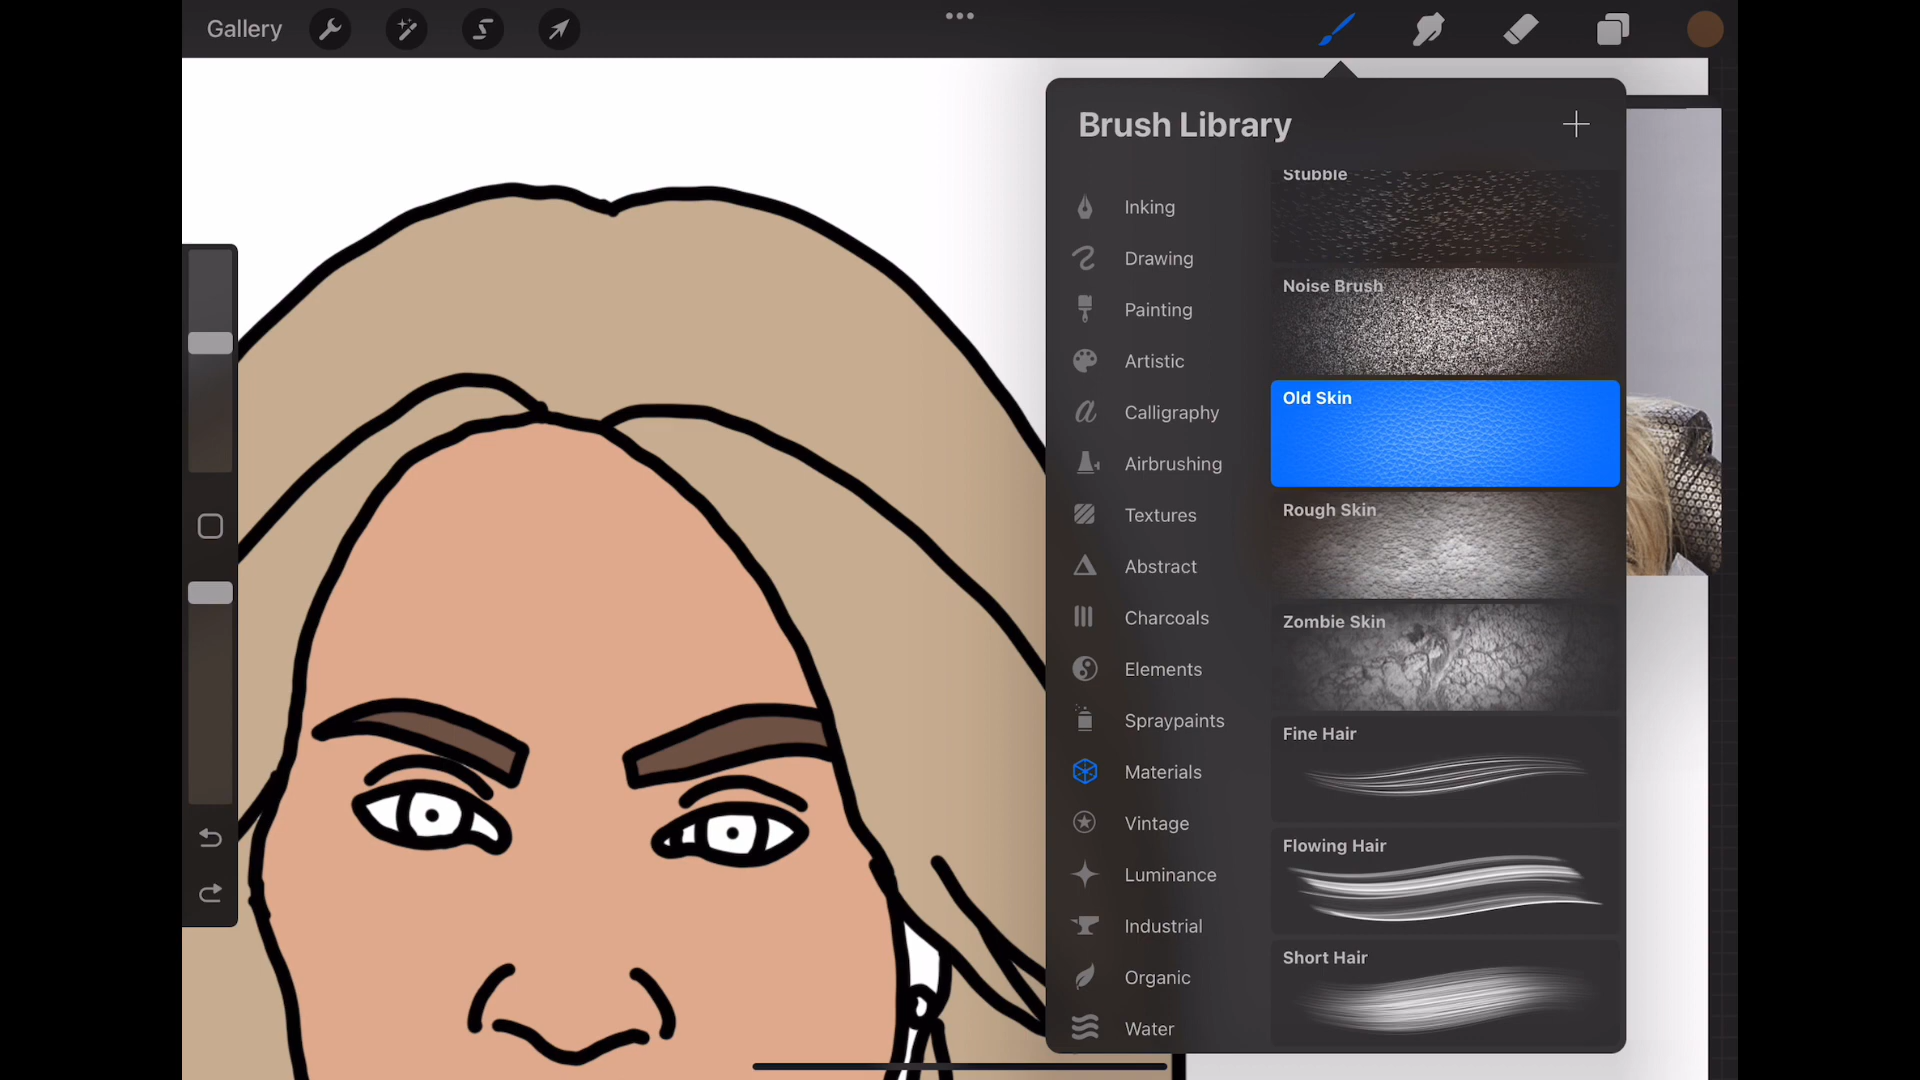 Gallery
Brush Library
Inking
Drawing
Painting
Artistic
Calligraphy
Airbrushing
Textures
Abstract
Charcoals
Elements
Spraypaints
Materials
Vintage
Luminance
Industrial
Organic
Water
Stubble
Noise Brush
Old Skin
Rough Skin
Zombie Skin
Fine Hair
Flowing Hair
Short Hair